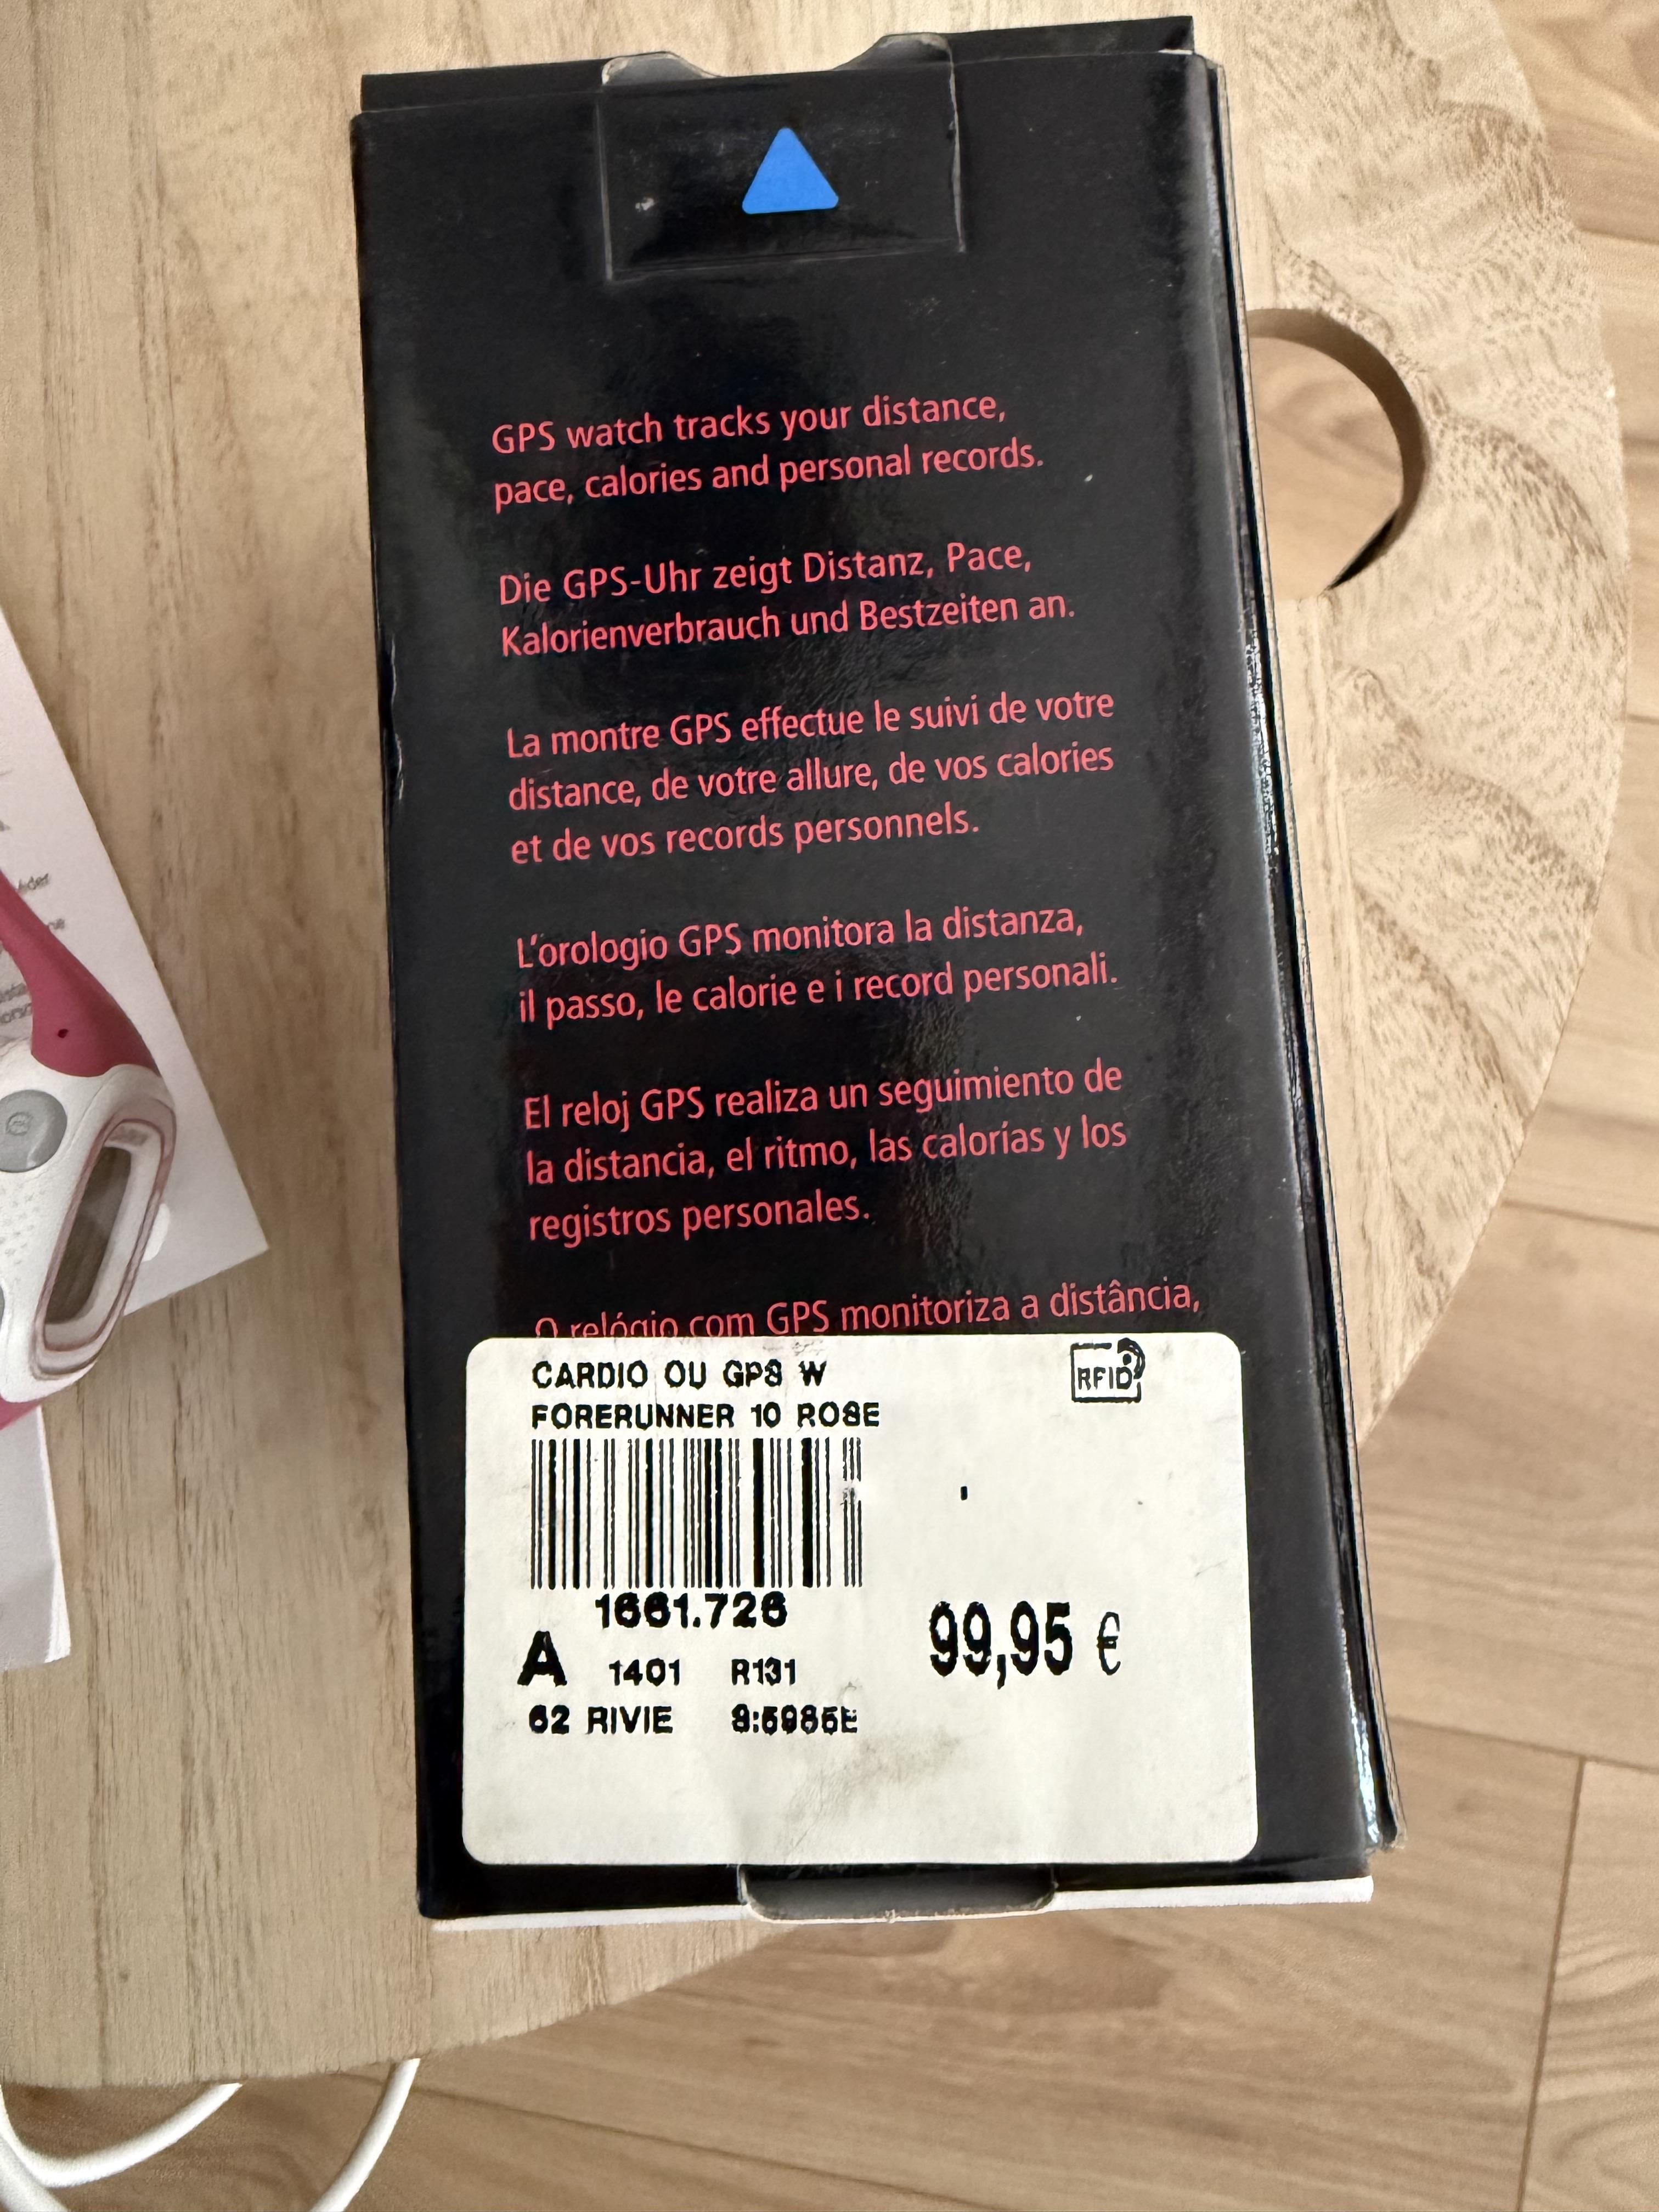 GPS watch tracks your distance,
pace, calories and personal records.
Die GPS-Uhr zeigt Distanz, Pace,
Kalorienverbrauch und Bestzeiten an.
La montre GPS effectue le suivi de votre
distance, de votre allure, de vos calories
et de vos records personnels.
L'orologio GPS monitora la distanza,
il passo, le calorie e i record personali.
El reloj GPS realiza un seguimiento de
la distancia, el ritmo, las calorías y los
registros personales.
O relógio com GPS monitoriza a distância,
CARDIO OU GPS W
RFID
FORERUNNER 10 ROSE
1661.726
99,95 €
A 1401 R131
62 RIVIE